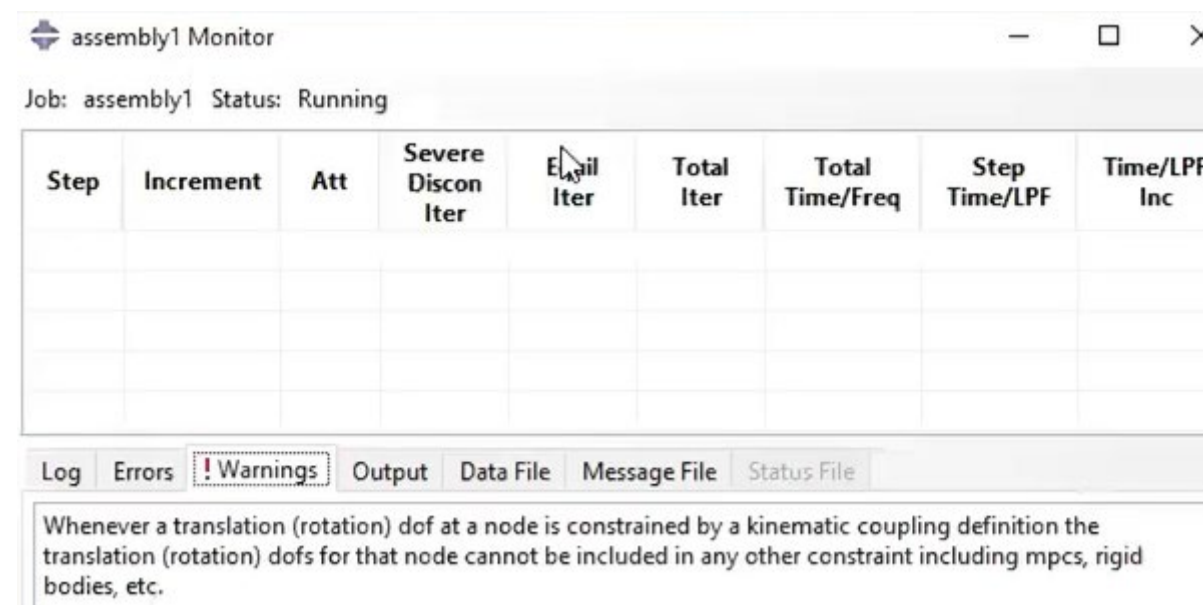 assembly1 Monitor
Job: assembly1 Status: Running
Step Increment Att Severe Discon Iter Iter Total Iter Total Time/Freq Step Time/LPF Time/LPF Inc
Log Errors ! Warnings Output Data File Message File Status File
Whenever a translation (rotation) dof at a node is constrained by a kinematic coupling definition the
translation (rotation) dofs for that node cannot be included in any other constraint including mpcs, rigid
bodies, etc.